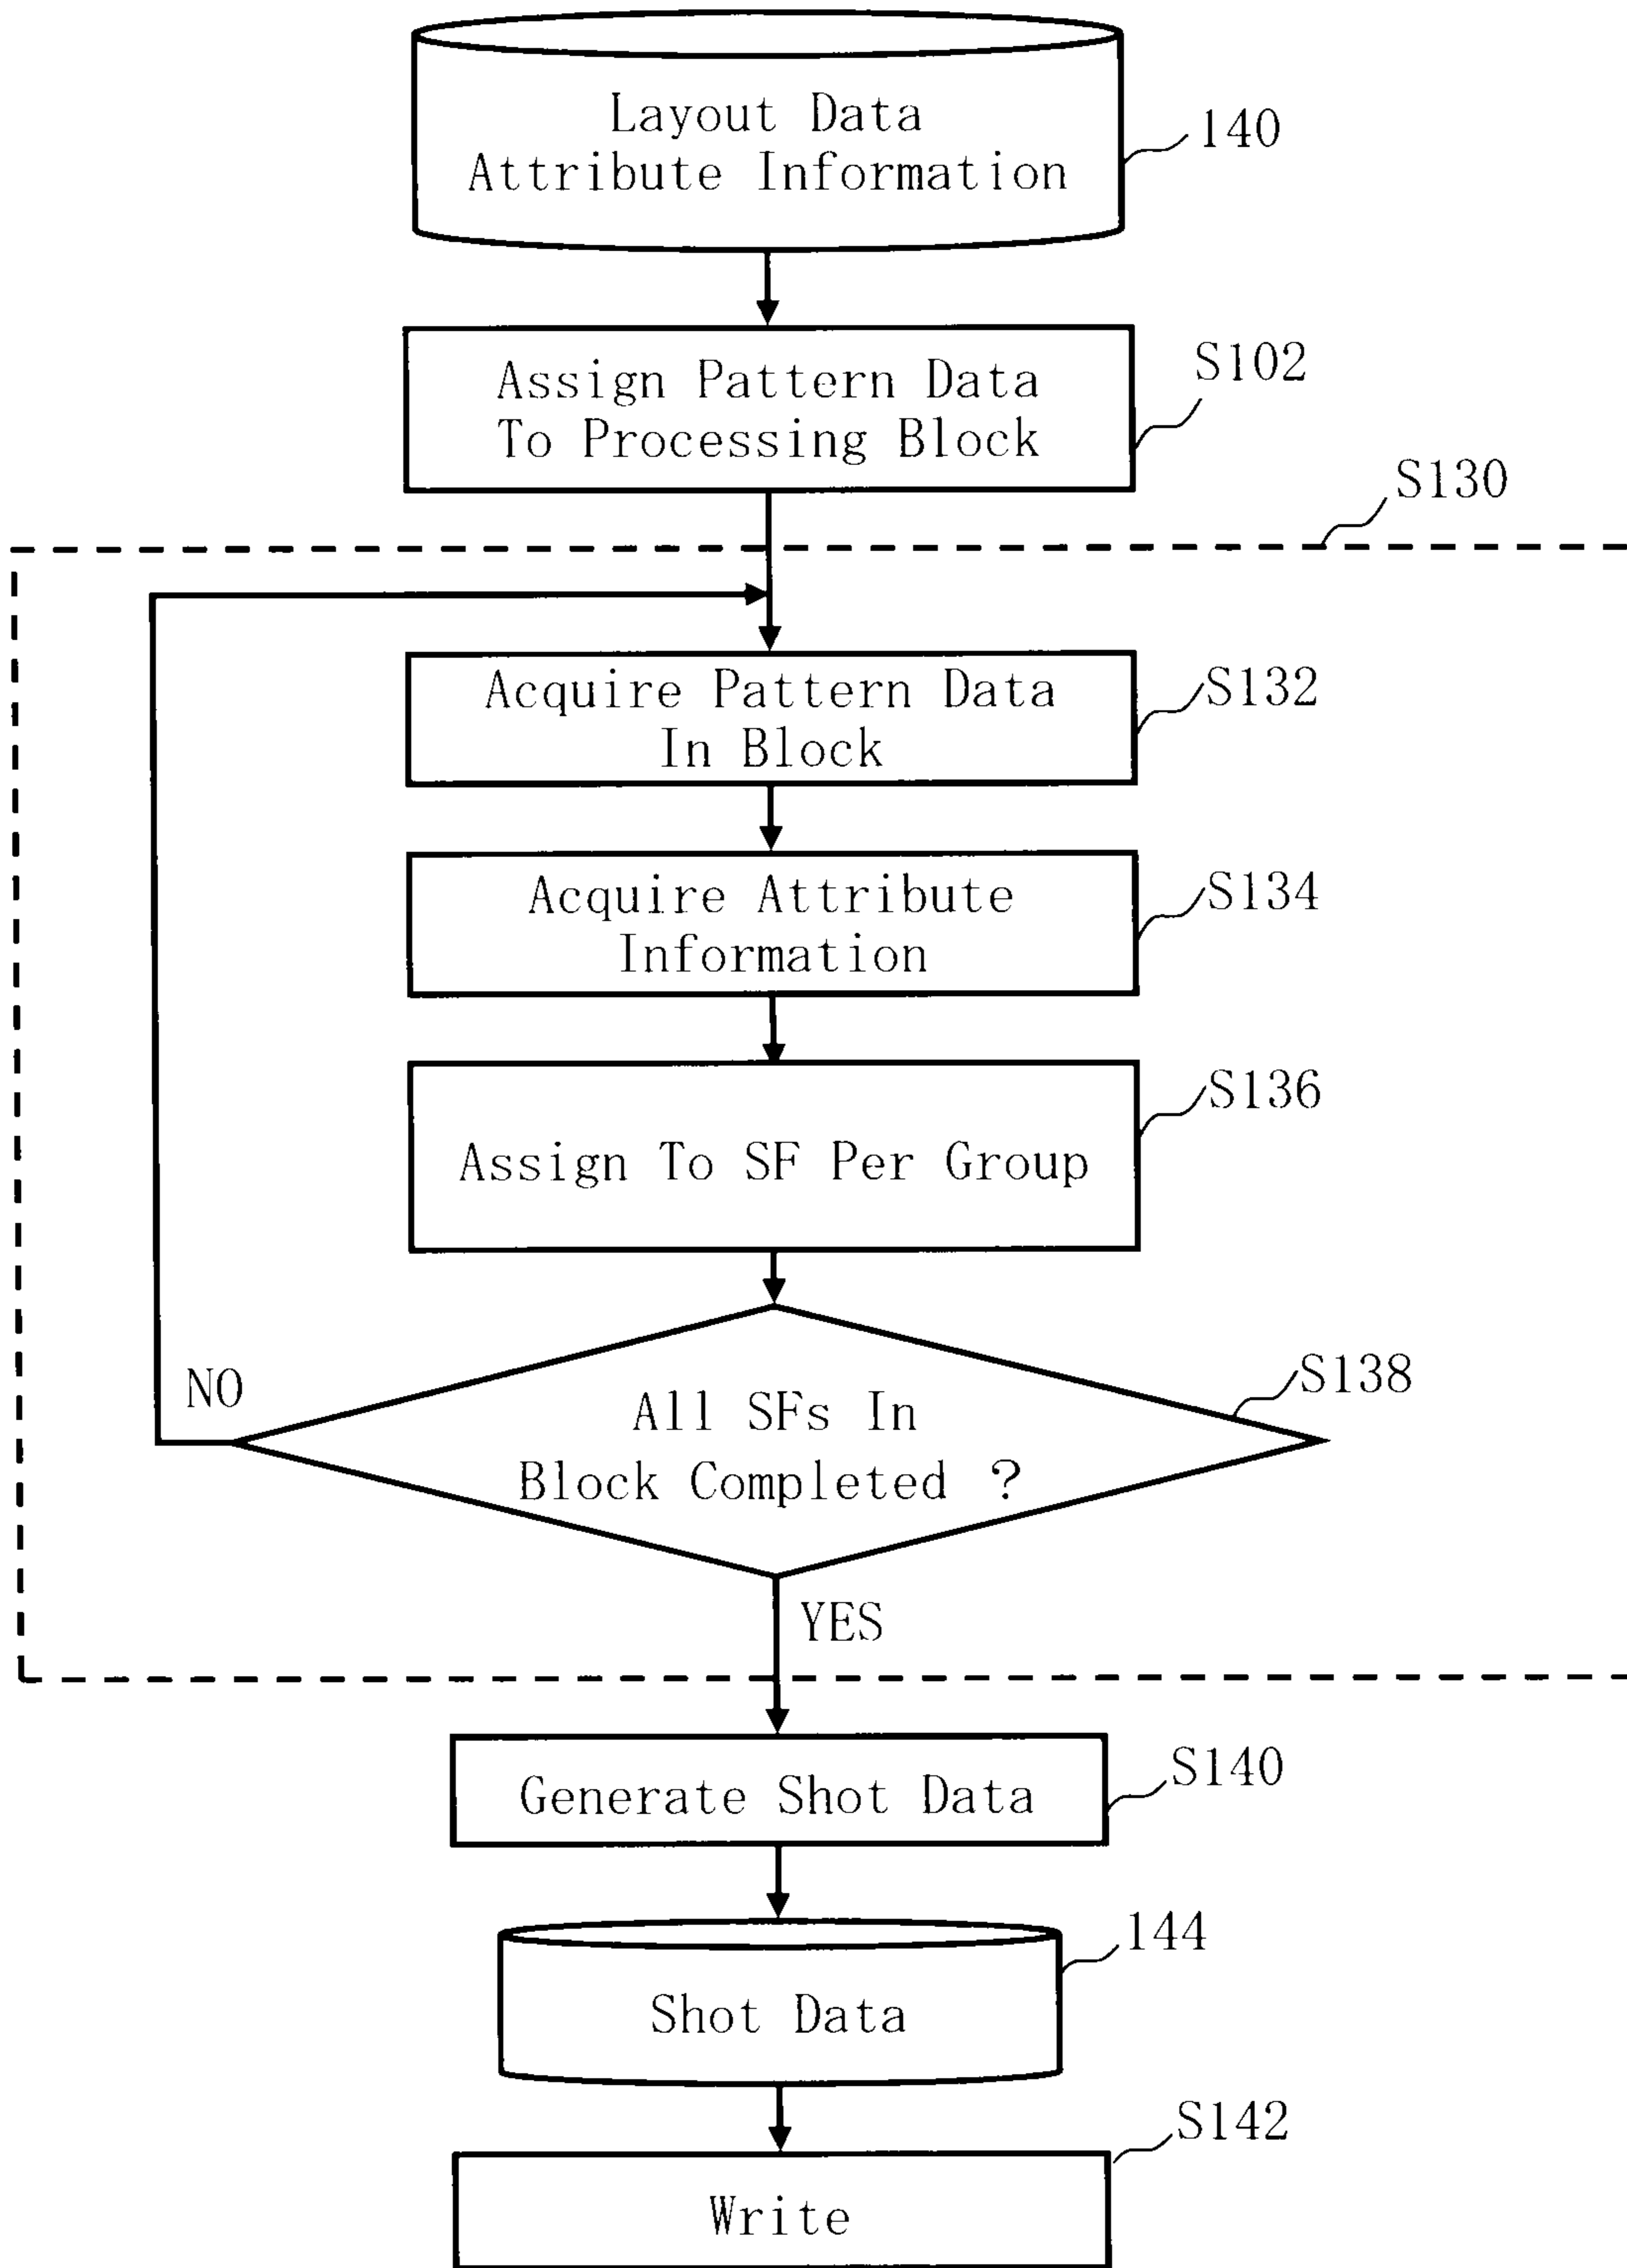 Layout Data
Attribute Information
140
Assign Pattern Data
To Processing Block
S102
S130
Acquire Pattern Data
In Block
S132
Acquire Attribute
Information
S134
Assign To SF Per Group
S136
All SFs In
Block Completed ?
S138
NO
YES
Generate Shot Data
S140
Shot Data
144
Write
S142